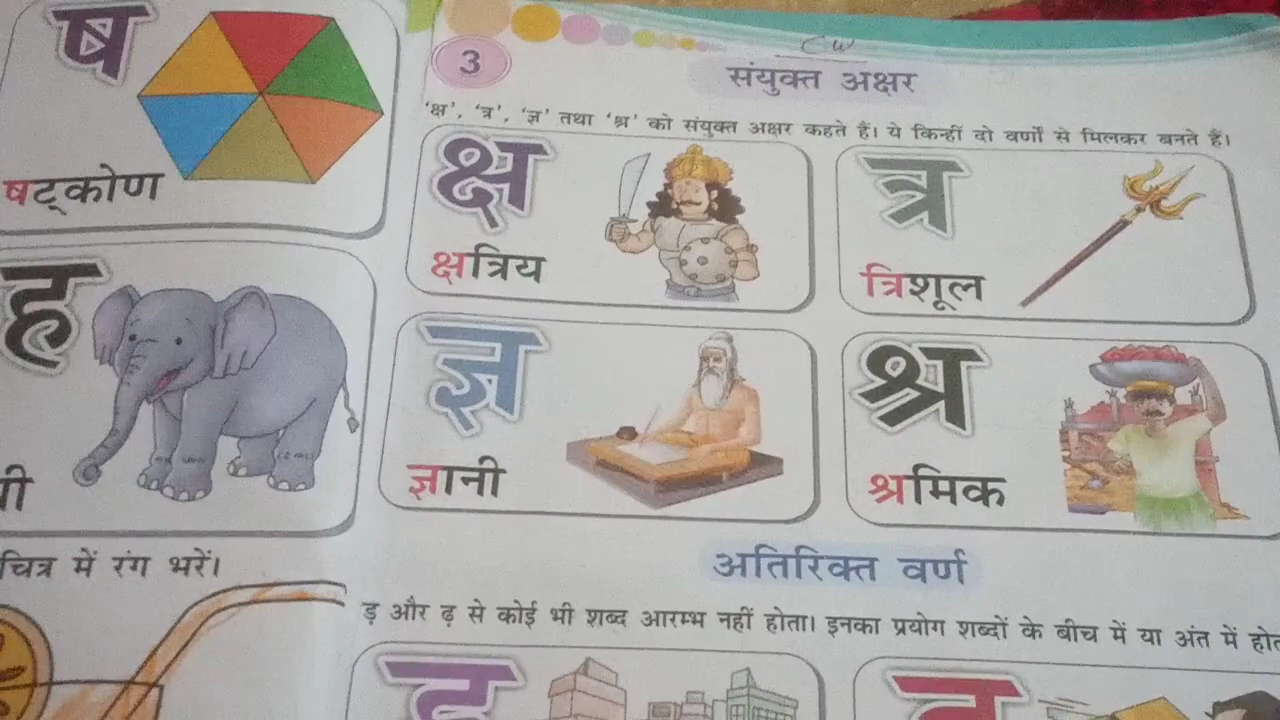 ष
षट्कोण
ह
चित्र में रंग भरें।
3
CW
संयुक्त अक्षर
'क्ष', 'त्र', 'ज्ञ' तथा 'श्र' को संयुक्त अक्षर कहते हैं। ये किन्हीं दो वर्णों से मिलकर बनते हैं।
क्ष
क्षत्रिय
त्र
त्रिशूल
ज्ञ
ज्ञानी
श्र
श्रमिक
अतिरिक्त वर्ण
ड़ और ढ़ से कोई भी शब्द आरम्भ नहीं होता। इनका प्रयोग शब्दों के बीच में या अंत में